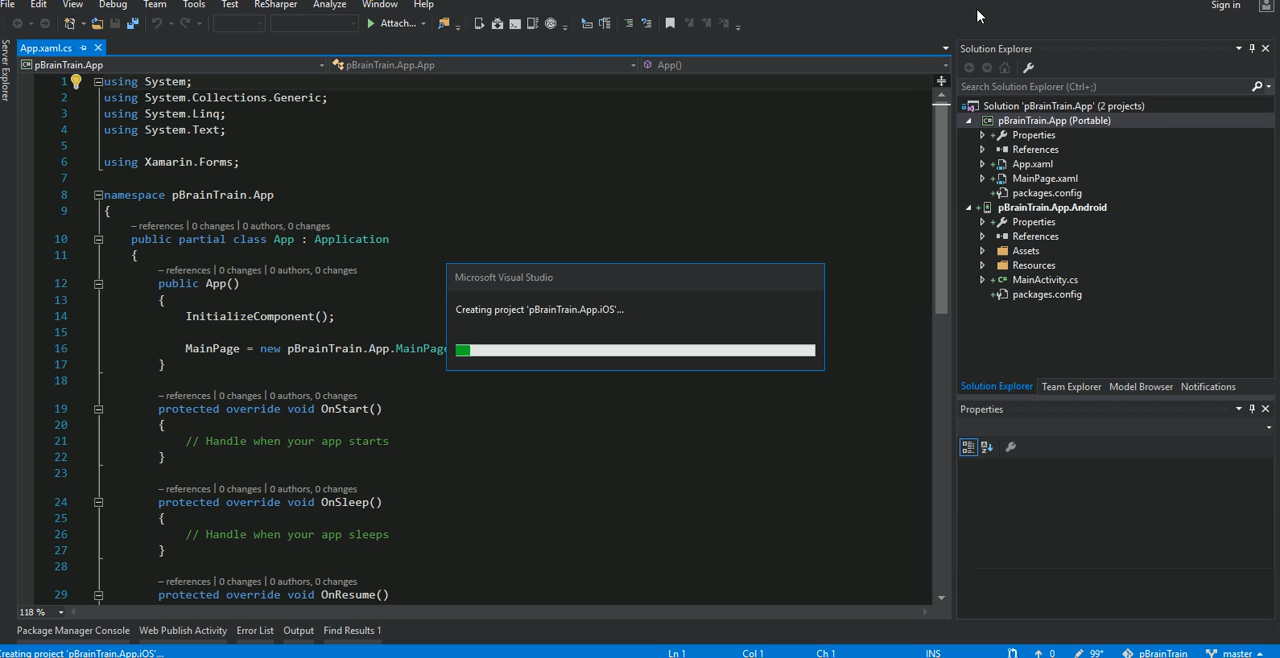 File Edit View Debug Team Tools Test ReSharper Analyze Window Help
Sign in
Attach...
Server Explorer
App.xaml.cs
pBrainTrain.App
pBrainTrain.App.App
App()
1 using System;
2 using System.Collections.Generic;
3 using System.Linq;
4 using System.Text;
5
6 using Xamarin.Forms;
7
8 namespace pBrainTrain.App
9 {
– references | 0 changes | 0 authors, 0 changes
10 public partial class App : Application
11 {
– references | 0 changes | 0 authors, 0 changes
12 public App()
13 {
14 InitializeComponent();
15
16 MainPage = new pBrainTrain.App.MainPage
17 }
18
– references | 0 changes | 0 authors, 0 changes
19 protected override void OnStart()
20 {
21 // Handle when your app starts
22 }
23
– references | 0 changes | 0 authors, 0 changes
24 protected override void OnSleep()
25 {
26 // Handle when your app sleeps
27 }
28
– references | 0 changes | 0 authors, 0 changes
29 protected override void OnResume()
118 %
Microsoft Visual Studio
Creating project 'pBrainTrain.App.iOS'...
Solution Explorer
Search Solution Explorer (Ctrl+;)
Solution 'pBrainTrain.App' (2 projects)
pBrainTrain.App (Portable)
Properties
References
App.xaml
MainPage.xaml
packages.config
pBrainTrain.App.Android
Properties
References
Assets
Resources
MainActivity.cs
packages.config
Solution Explorer Team Explorer Model Browser Notifications
Properties
Package Manager Console Web Publish Activity Error List Output Find Results 1
Creating project 'pBrainTrain.App.iOS'... Ln 1 Col 1 Ch 1 INS 0 99* pBrainTrain master